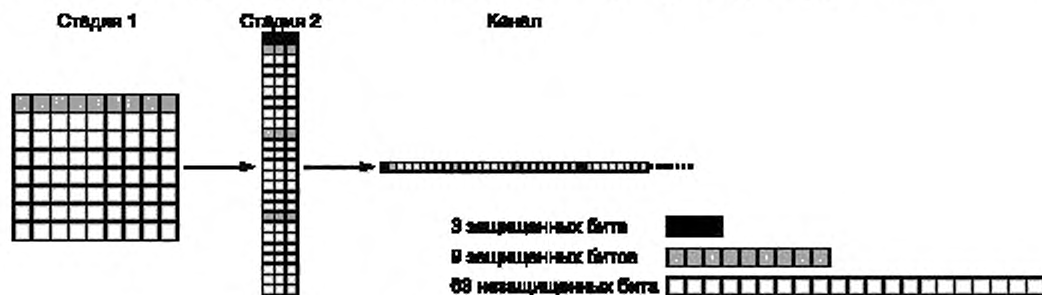 Стадия 1
Стадия 2
Канал
3 защищенных бита
9 защищенных битов
63 незащищенных бита